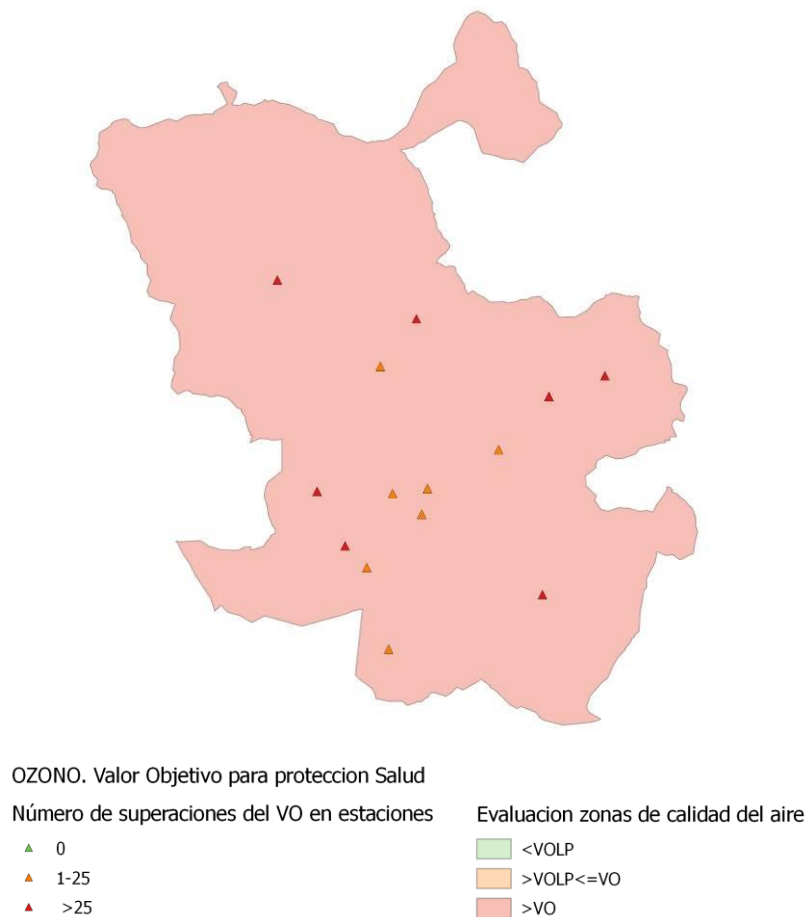 OZONO. Valor Objetivo para proteccion Salud
Número de superaciones del VO en estaciones
0
1-25
>25
Evaluacion zonas de calidad del aire
<VOLP
>VOLP<=VO
>VO